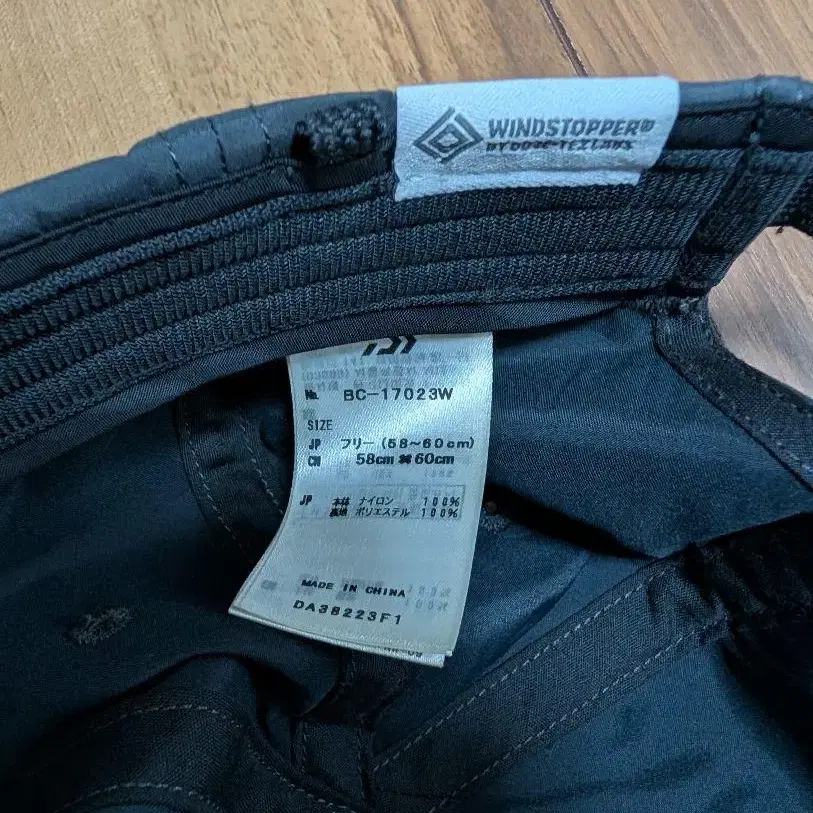 WINDSTOPPER®
BY GORE-TEX LABS
№ BC-17023W
SIZE
JP フリー (58~60cm)
CN 58cm ⌘ 60cm
JP 本体 ナイロン 100%
裏地 ポリエステル 100%
MADE IN CHINA
DA38223F1